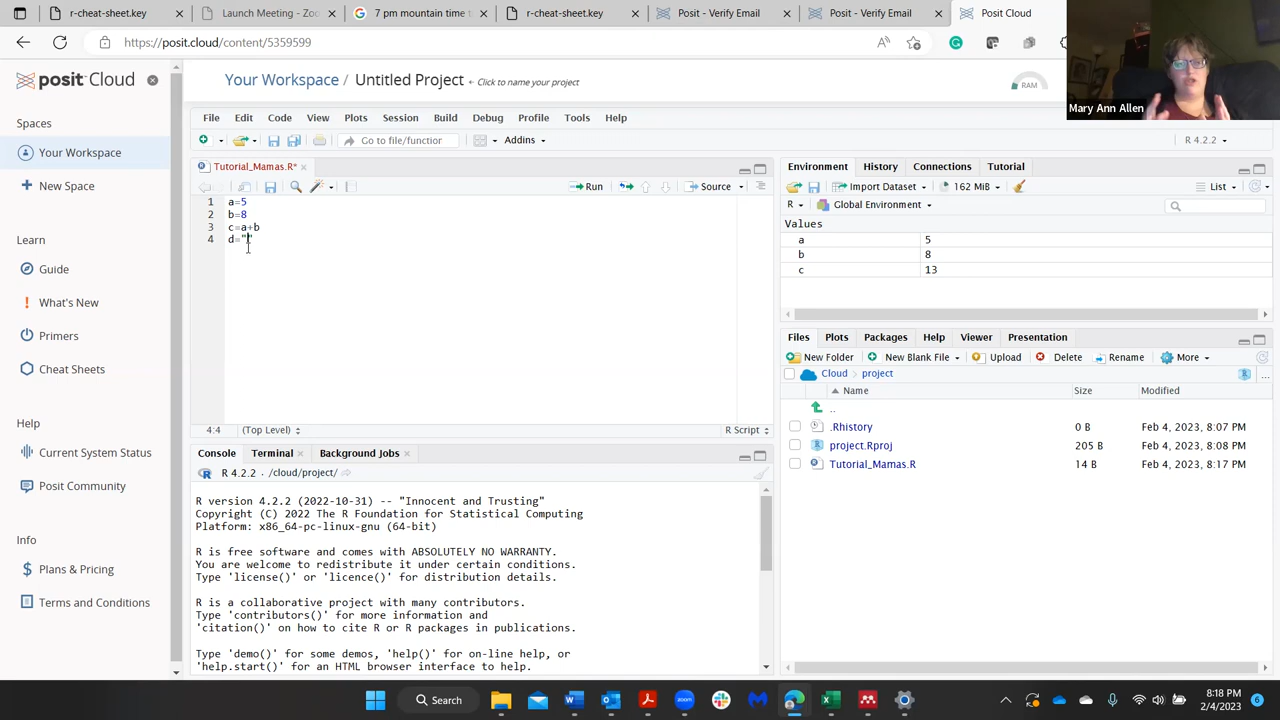 r-cheat-sheet.key
Launch Meeting - Zoo
7 pm mountain time t
r-cheat-sheet.key
Posit - Verify Email
Posit - Verify Email
Posit Cloud
https://posit.cloud/content/5359599
posit Cloud
Your Workspace / Untitled Project ← Click to name your project
RAM
Mary Ann Allen
Spaces
Your Workspace
New Space
Learn
Guide
What's New
Primers
Cheat Sheets
Help
Current System Status
Posit Community
Info
Plans & Pricing
Terms and Conditions
File Edit Code View Plots Session Build Debug Profile Tools Help
Go to file/function Addins
R 4.2.2
Tutorial_Mamas.R*
Run Source
1 a=5
2 b=8
3 c=a+b
4 d=""
4:4 (Top Level) R Script
Console Terminal Background Jobs
R 4.2.2 . /cloud/project/
R version 4.2.2 (2022-10-31) -- "Innocent and Trusting"
Copyright (C) 2022 The R Foundation for Statistical Computing
Platform: x86_64-pc-linux-gnu (64-bit)
R is free software and comes with ABSOLUTELY NO WARRANTY.
You are welcome to redistribute it under certain conditions.
Type 'license()' or 'licence()' for distribution details.
R is a collaborative project with many contributors.
Type 'contributors()' for more information and
'citation()' on how to cite R or R packages in publications.
Type 'demo()' for some demos, 'help()' for on-line help, or
'help.start()' for an HTML browser interface to help.
Environment History Connections Tutorial
Import Dataset 162 MiB List
R Global Environment
Values
a 5
b 8
c 13
Files Plots Packages Help Viewer Presentation
New Folder New Blank File Upload Delete Rename More
Cloud project
Name Size Modified
..
.Rhistory 0 B Feb 4, 2023, 8:07 PM
project.Rproj 205 B Feb 4, 2023, 8:08 PM
Tutorial_Mamas.R 14 B Feb 4, 2023, 8:17 PM
Search
8:18 PM
2/4/2023
6